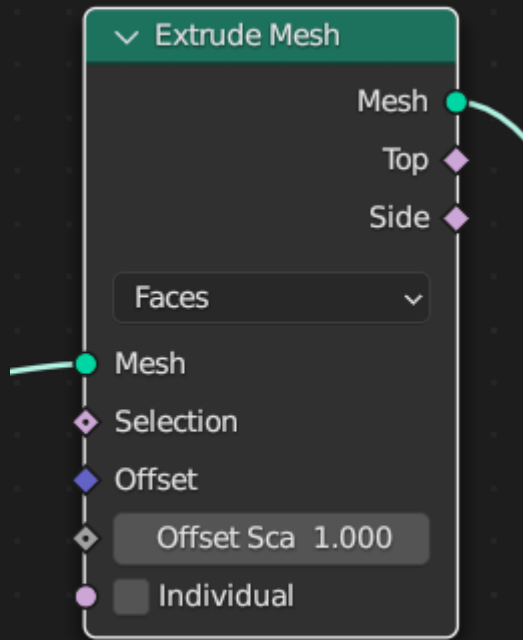 Extrude Mesh
Mesh
Top
Side
Faces
Mesh
Selection
Offset
Offset Sca 1.000
Individual